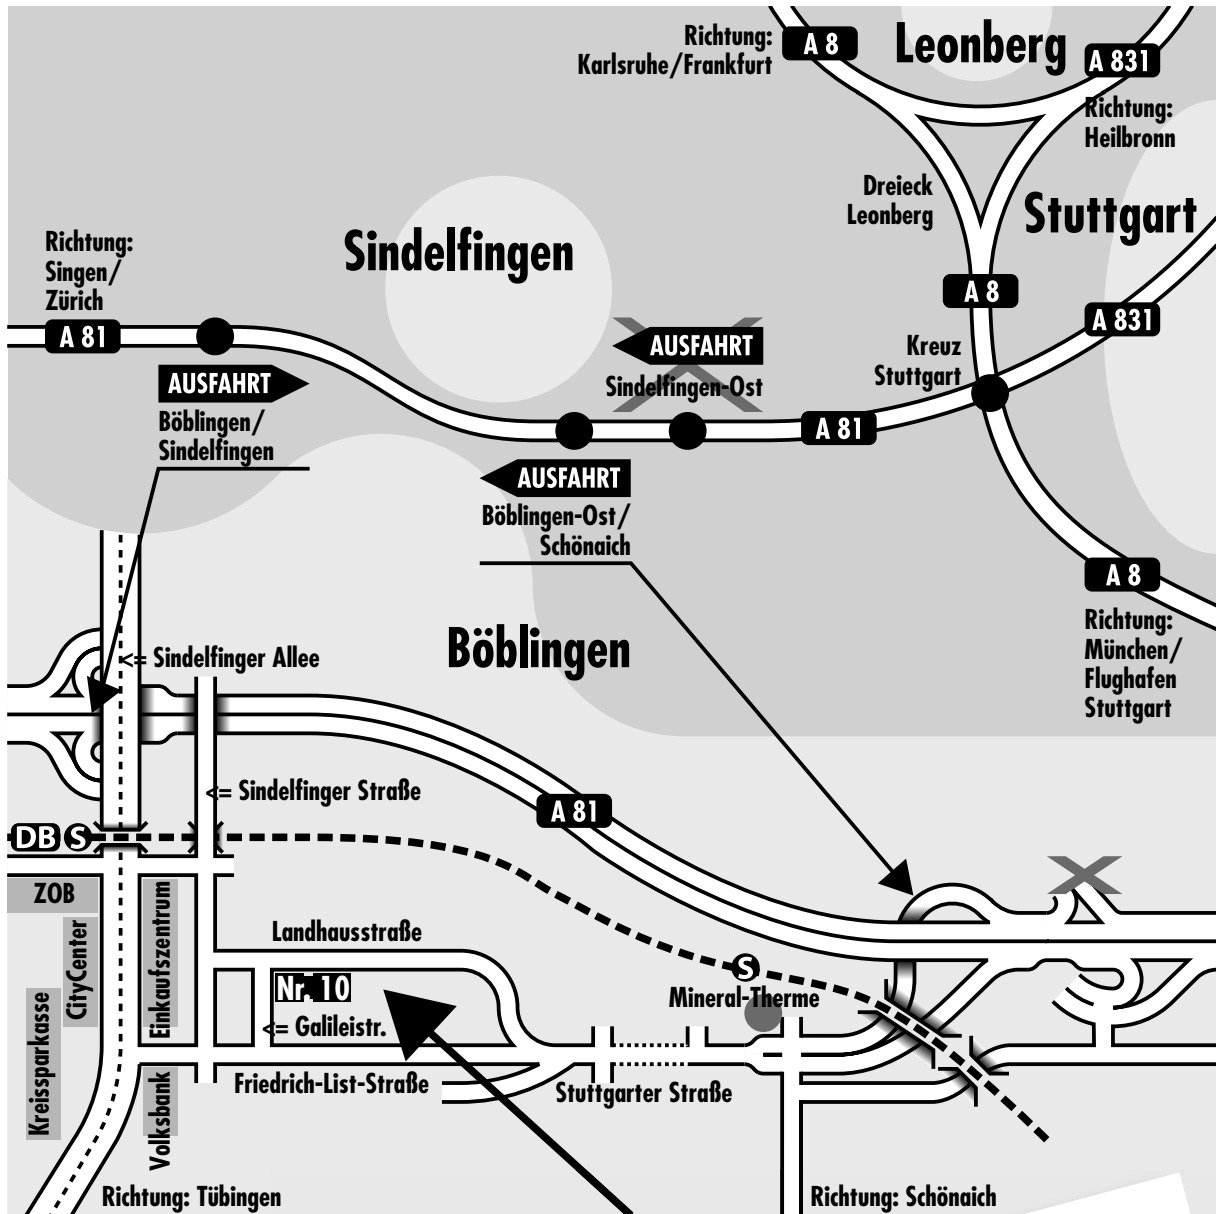 Richtung:
Karlsruhe/Frankfurt
A 8
Leonberg
A 831
Richtung:
Heilbronn
Dreieck
Leonberg
Stuttgart
Richtung:
Singen/
Zürich
Sindelfingen
A 8
A 81
A 831
AUSFAHRT
Sindelfingen-Ost
Kreuz
Stuttgart
AUSFAHRT
Böblingen/
Sindelfingen
A 81
AUSFAHRT
Böblingen-Ost/
Schönaich
A 8
Richtung:
München/
Flughafen
Stuttgart
Böblingen
<= Sindelfinger Allee
<= Sindelfinger Straße
A 81
DB S
ZOB
CityCenter
Einkaufszentrum
Kreissparkasse
Volksbank
Landhausstraße
Nr. 10
<= Galileistr.
S
Mineral-Therme
Friedrich-List-Straße
Stuttgarter Straße
Richtung: Tübingen
Richtung: Schönaich